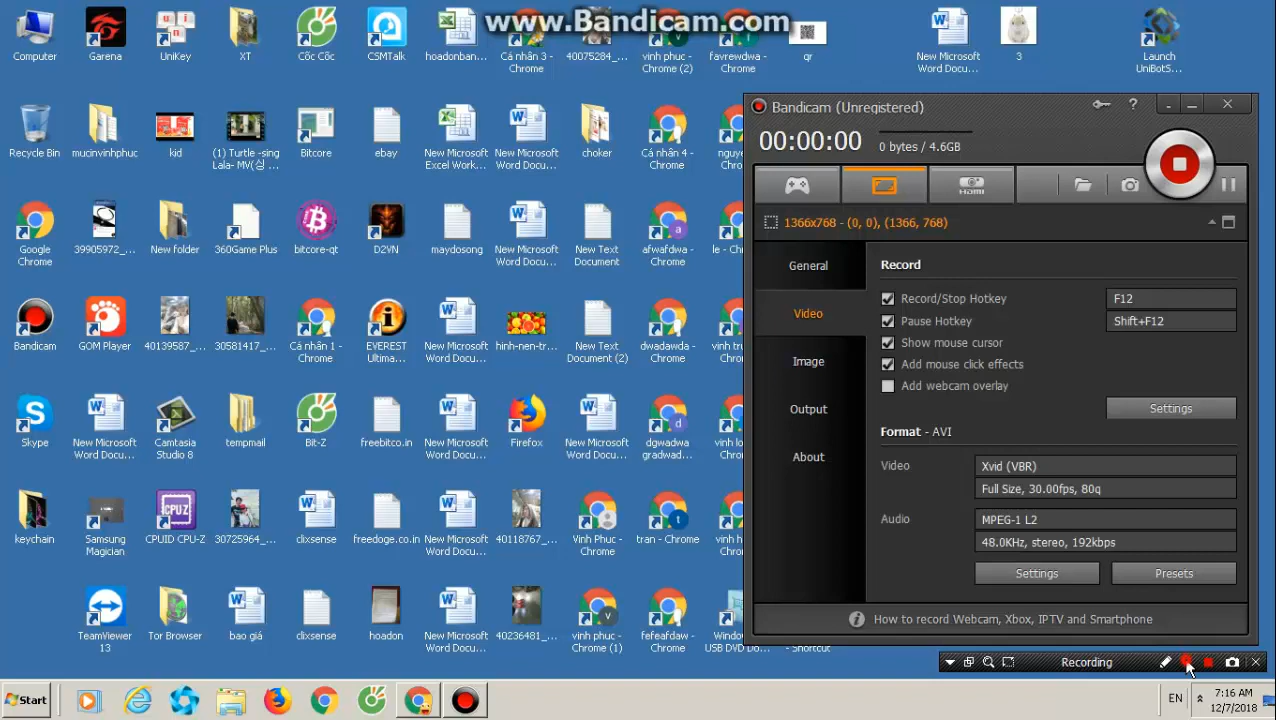 www.Bandicam.com
Computer
Garena
UniKey
XT
Cốc Cốc
CSMTalk
hoadonban...
Cá nhân 3 -
Chrome
40075284_...
vinh phuc -
Chrome (2)
favrewdwa -
Chrome
qr
New Microsoft
Word Docu...
3
Launch
UniBotS...
Recycle Bin
mucinvinhphuc
kid
(1) Turtle -sing
Lala- MV(싱
Bitcore
ebay
New Microsoft
Excel Work...
New Microsoft
Word Docu...
choker
Cá nhân 4 -
Chrome
Google
Chrome
39905972_...
New folder
360Game Plus
bitcore-qt
D2VN
maydosong
New Microsoft
Word Docu...
New Text
Document
afwafdwa -
Chrome
Bandicam
GOM Player
40139587_...
30581417_...
Cá nhân 1 -
Chrome
EVEREST
Ultima...
New Microsoft
Word Docu...
hinh-nen-tr...
New Text
Document (2)
dwadawda -
Chrome
Skype
New Microsoft
Word Docu...
Camtasia
Studio 8
tempmail
Bit-Z
freebitco.in
New Microsoft
Word Docu...
Firefox
New Microsoft
Word Docu...
dgwadwa
gradwad...
keychain
Samsung
Magician
CPUID CPU-Z
30725964_...
clixsense
freedoge.co.in
New Microsoft
Word Docu...
40118767_...
Vinh Phuc -
Chrome
tran - Chrome
TeamViewer
13
Tor Browser
bao giá
clixsense
hoadon
New Microsoft
Word Docu...
40236481_...
vinh phuc -
Chrome (1)
fefeafdaw -
Chrome
Bandicam (Unregistered)
?
00:00:00
0 bytes / 4.6GB
HDMI
1366x768 - (0, 0), (1366, 768)
General
Video
Image
Output
About
Record
Record/Stop Hotkey
F12
Pause Hotkey
Shift+F12
Show mouse cursor
Add mouse click effects
Add webcam overlay
Settings
Format - AVI
Video
Xvid (VBR)
Full Size, 30.00fps, 80q
Audio
MPEG-1 L2
48.0KHz, stereo, 192kbps
Settings
Presets
How to record Webcam, Xbox, IPTV and Smartphone
Recording
Start
EN
7:16 AM
12/7/2018